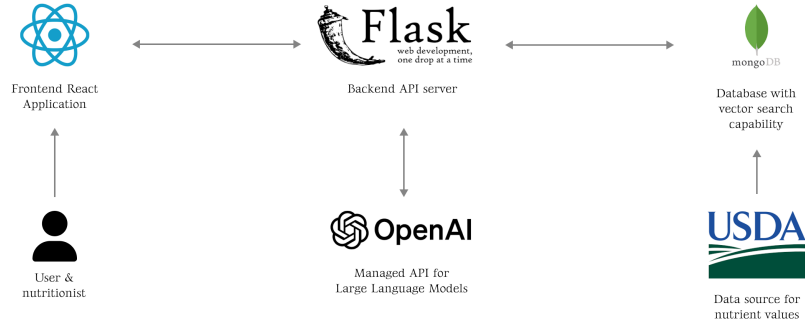 Flask
web development,
one drop at a time
mongoDB
Frontend React
Application
Backend API server
Database with
vector search
capability
OpenAI
USDA
User &
nutritionist
Managed API for
Large Language Models
Data source for
nutrient values